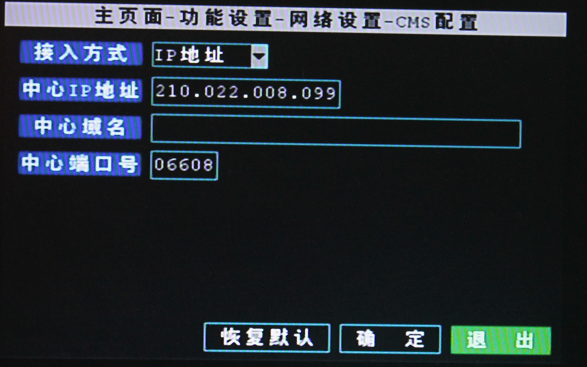 主页面-功能设置-网络设置-CMS配置
接入方式 IP地址
中心IP地址 210.022.008.099
中心域名
中心端口号 06608
恢复默认 确 定 退 出